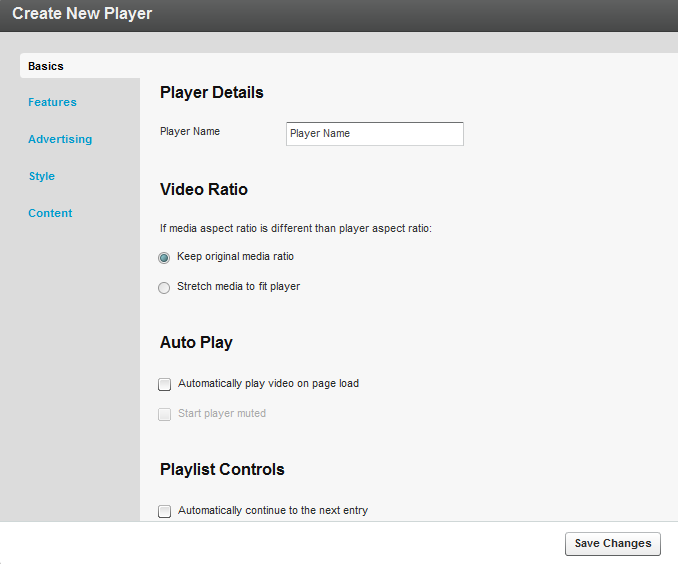 Create New Player
Basics
Features
Advertising
Style
Content
Player Details
Player Name Player Name
Video Ratio
If media aspect ratio is different than player aspect ratio:
Keep original media ratio
Stretch media to fit player
Auto Play
Automatically play video on page load
Start player muted
Playlist Controls
Automatically continue to the next entry
Save Changes